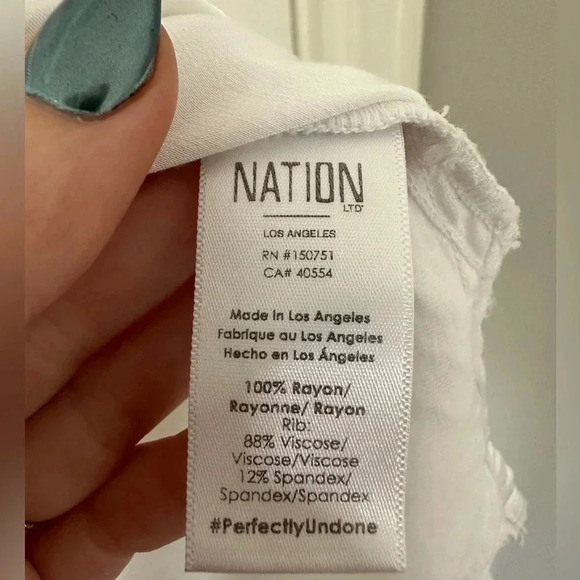 NATION
LTD
LOS ANGELES
RN #150751
CA# 40554
Made in Los Angeles
Fabrique au Los Angeles
Hecho en Los Ángeles
100% Rayon/
Rayonne/ Rayon
Rib:
88% Viscose/
Viscose/Viscose
12% Spandex/
Spandex/Spandex
#PerfectlyUndone